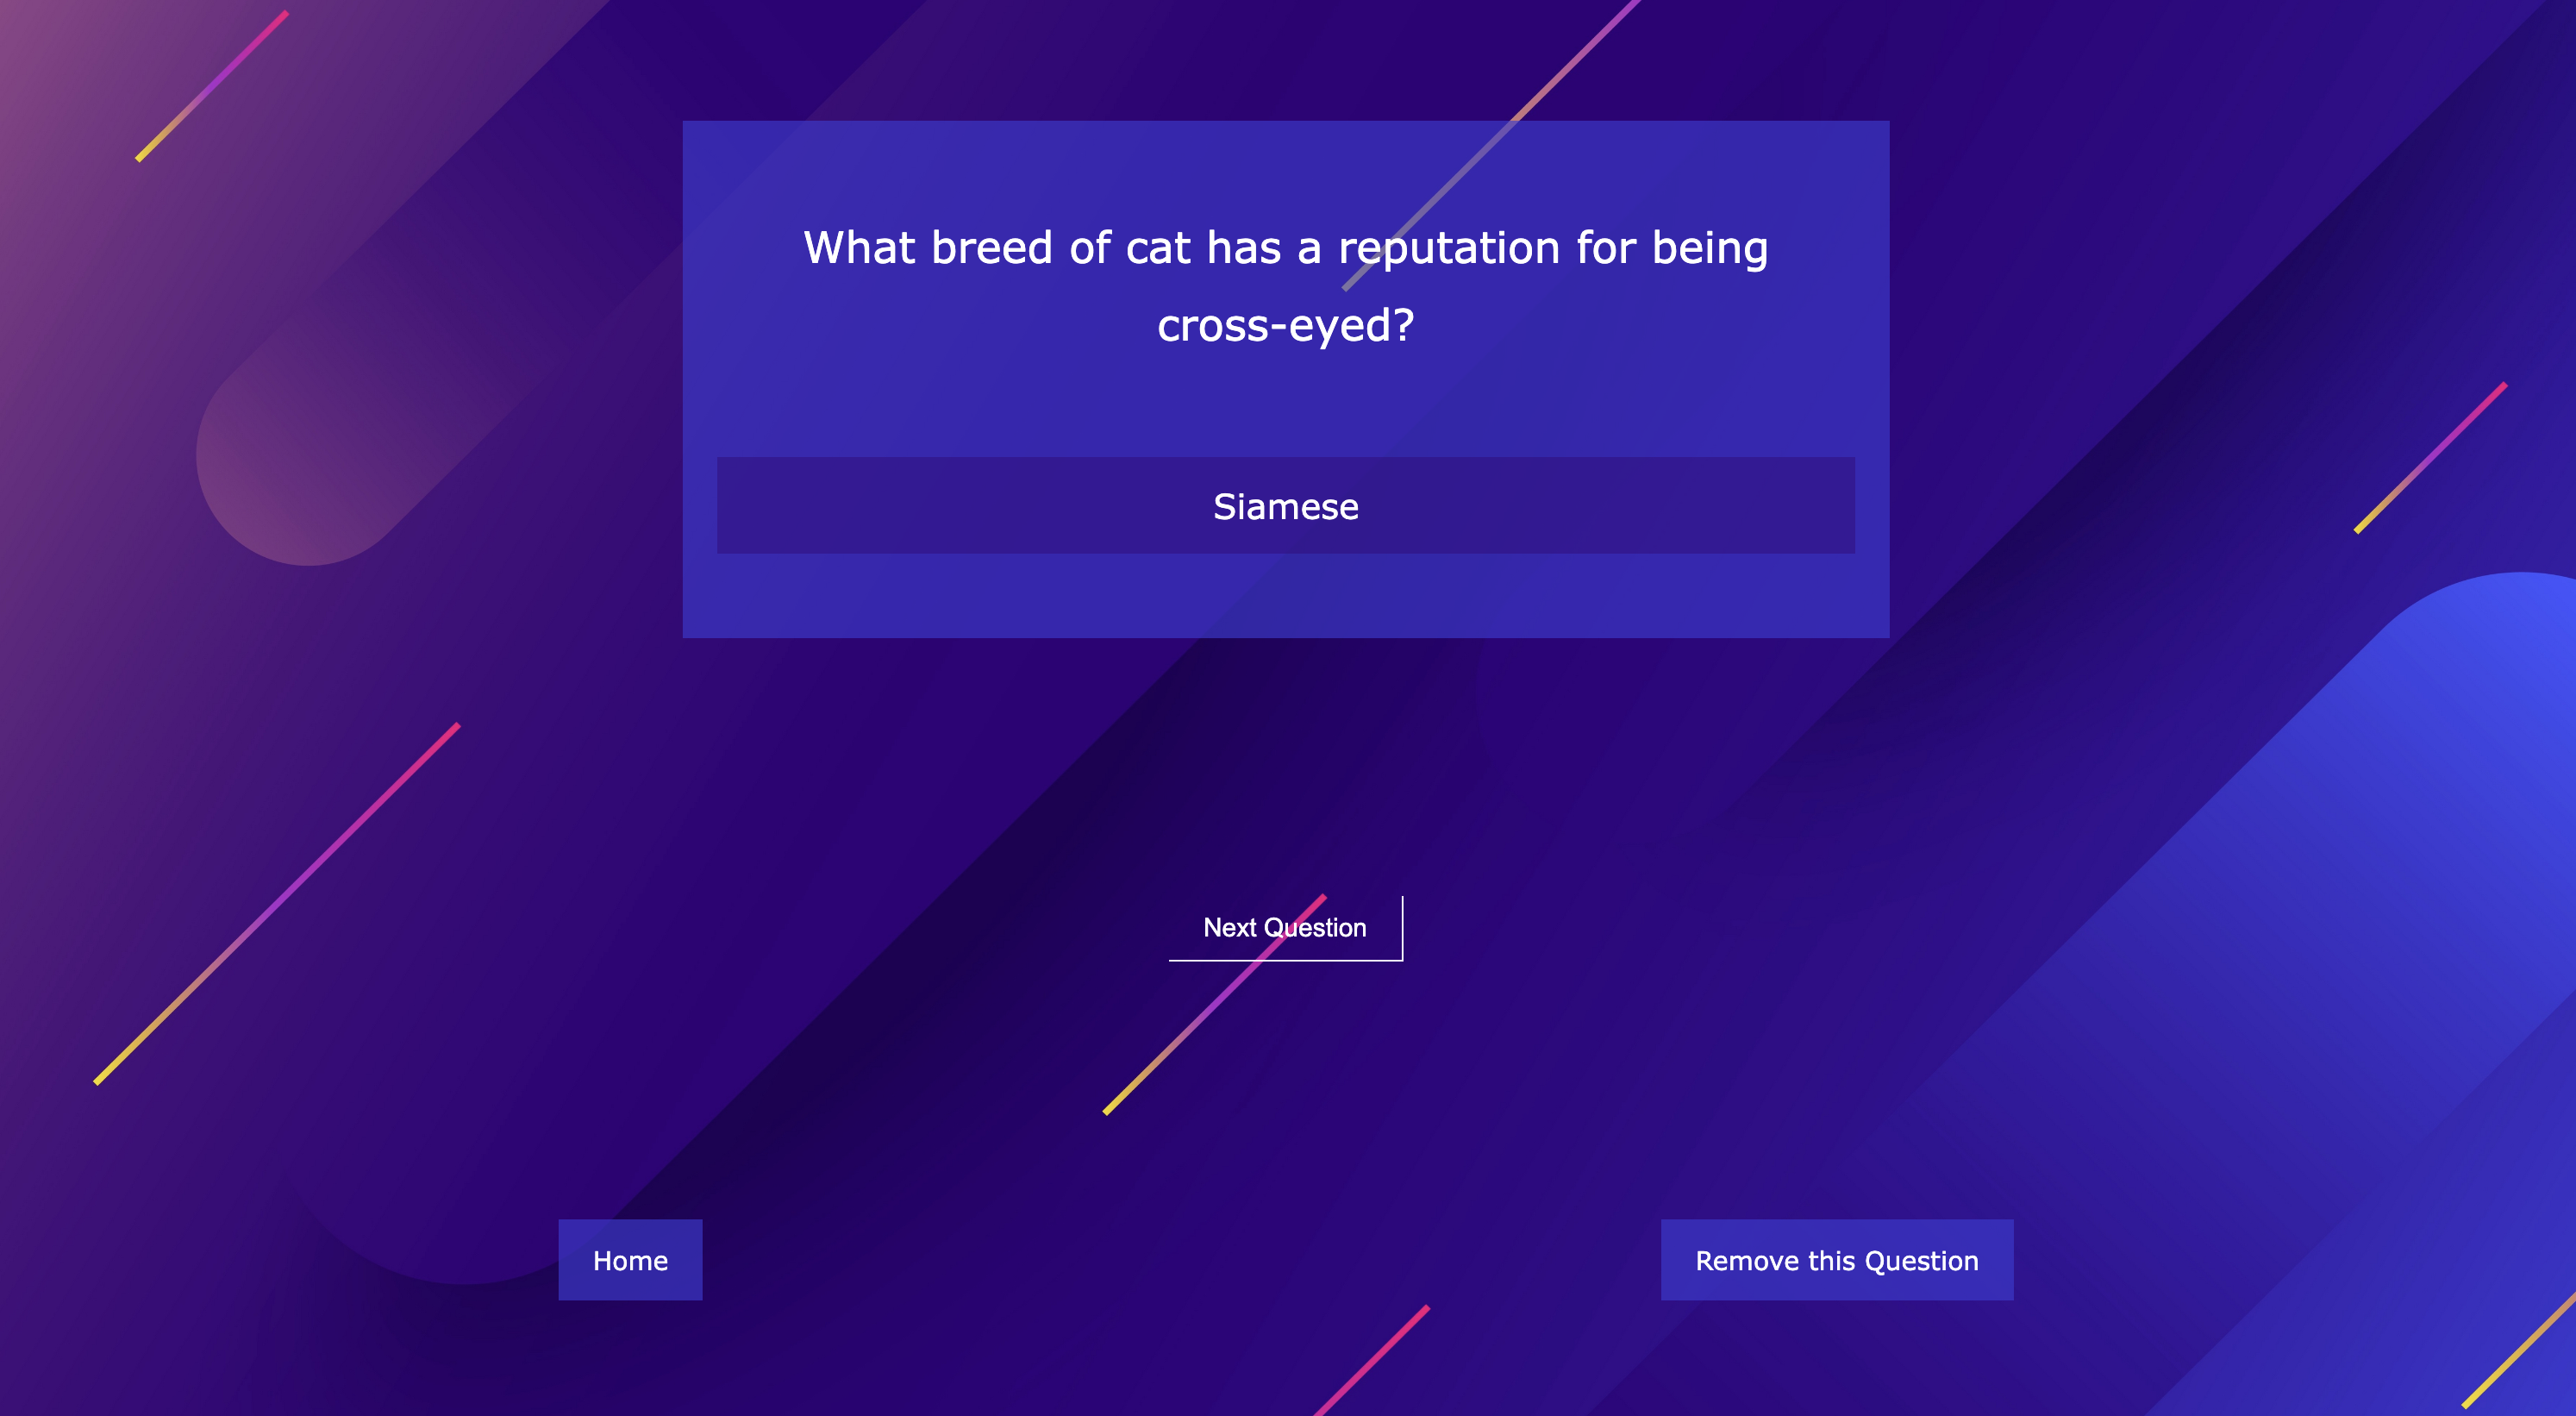 What breed of cat has a reputation for being
cross-eyed?
Siamese
Next Question
Home
Remove this Question